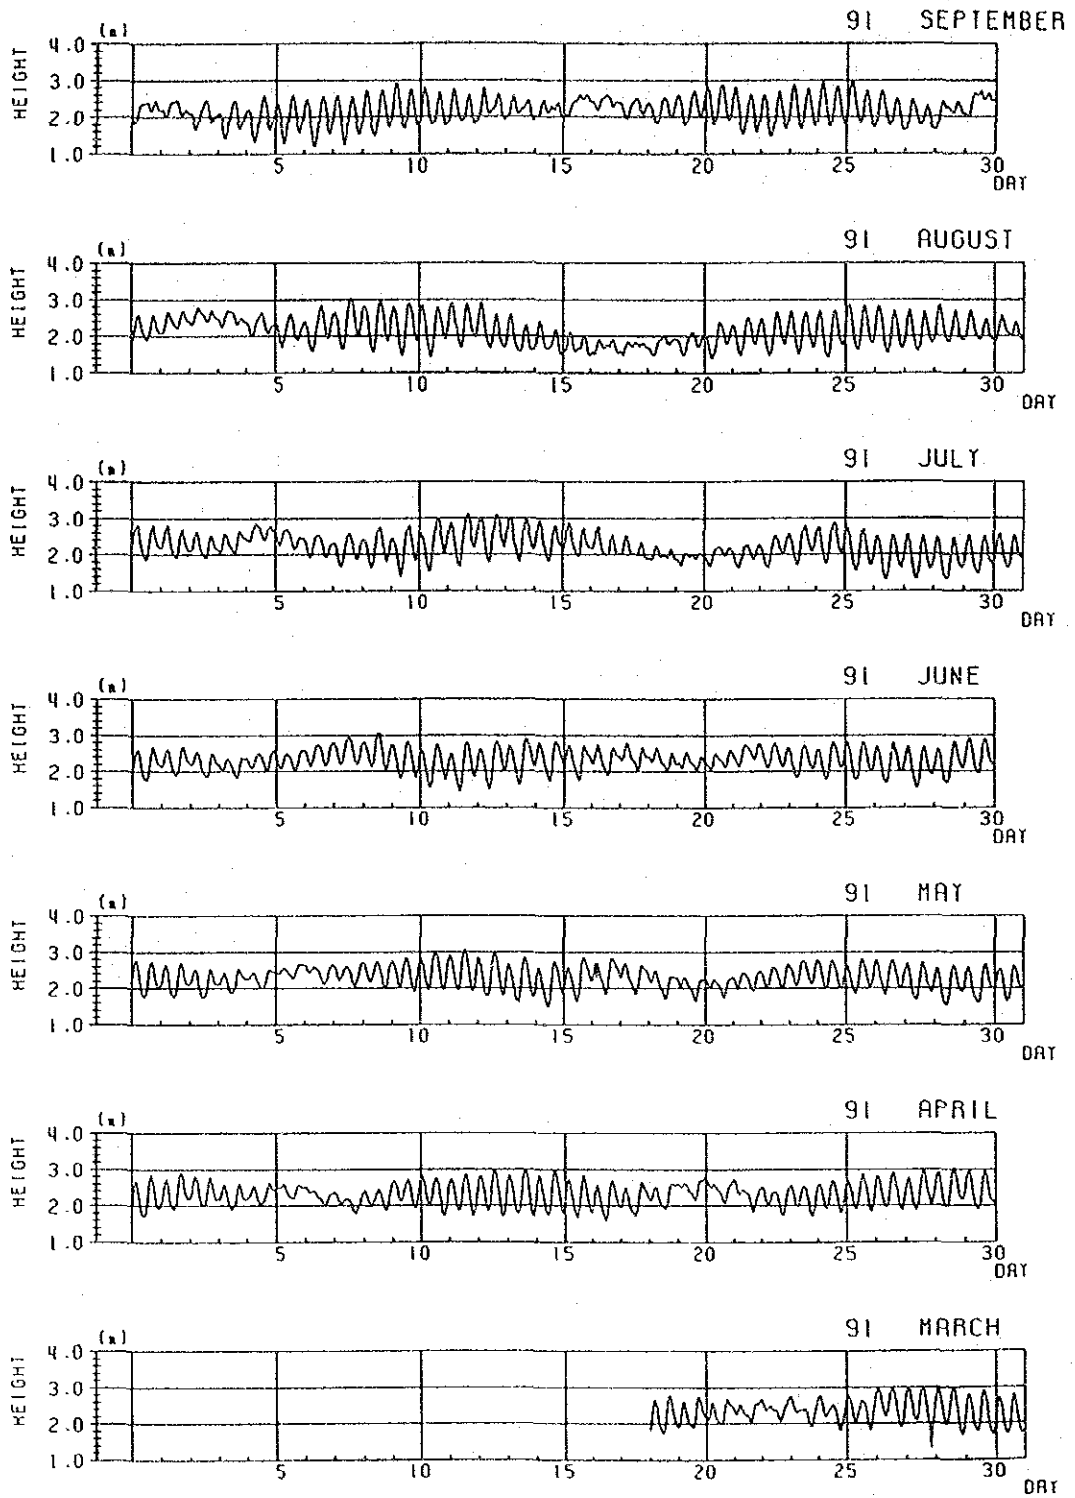 91 SEPTEMBER
(m)
HEIGHT
4.0
3.0
2.0
1.0
5 10 15 20 25 30
DAY
91 AUGUST
(m)
HEIGHT
4.0
3.0
2.0
1.0
5 10 15 20 25 30
DAY
91 JULY
(m)
HEIGHT
4.0
3.0
2.0
1.0
5 10 15 20 25 30
DAY
91 JUNE
(m)
HEIGHT
4.0
3.0
2.0
1.0
5 10 15 20 25 30
DAY
91 MAY
(m)
HEIGHT
4.0
3.0
2.0
1.0
5 10 15 20 25 30
DAY
91 APRIL
(m)
HEIGHT
4.0
3.0
2.0
1.0
5 10 15 20 25 30
DAY
91 MARCH
(m)
HEIGHT
4.0
3.0
2.0
1.0
5 10 15 20 25 30
DAY